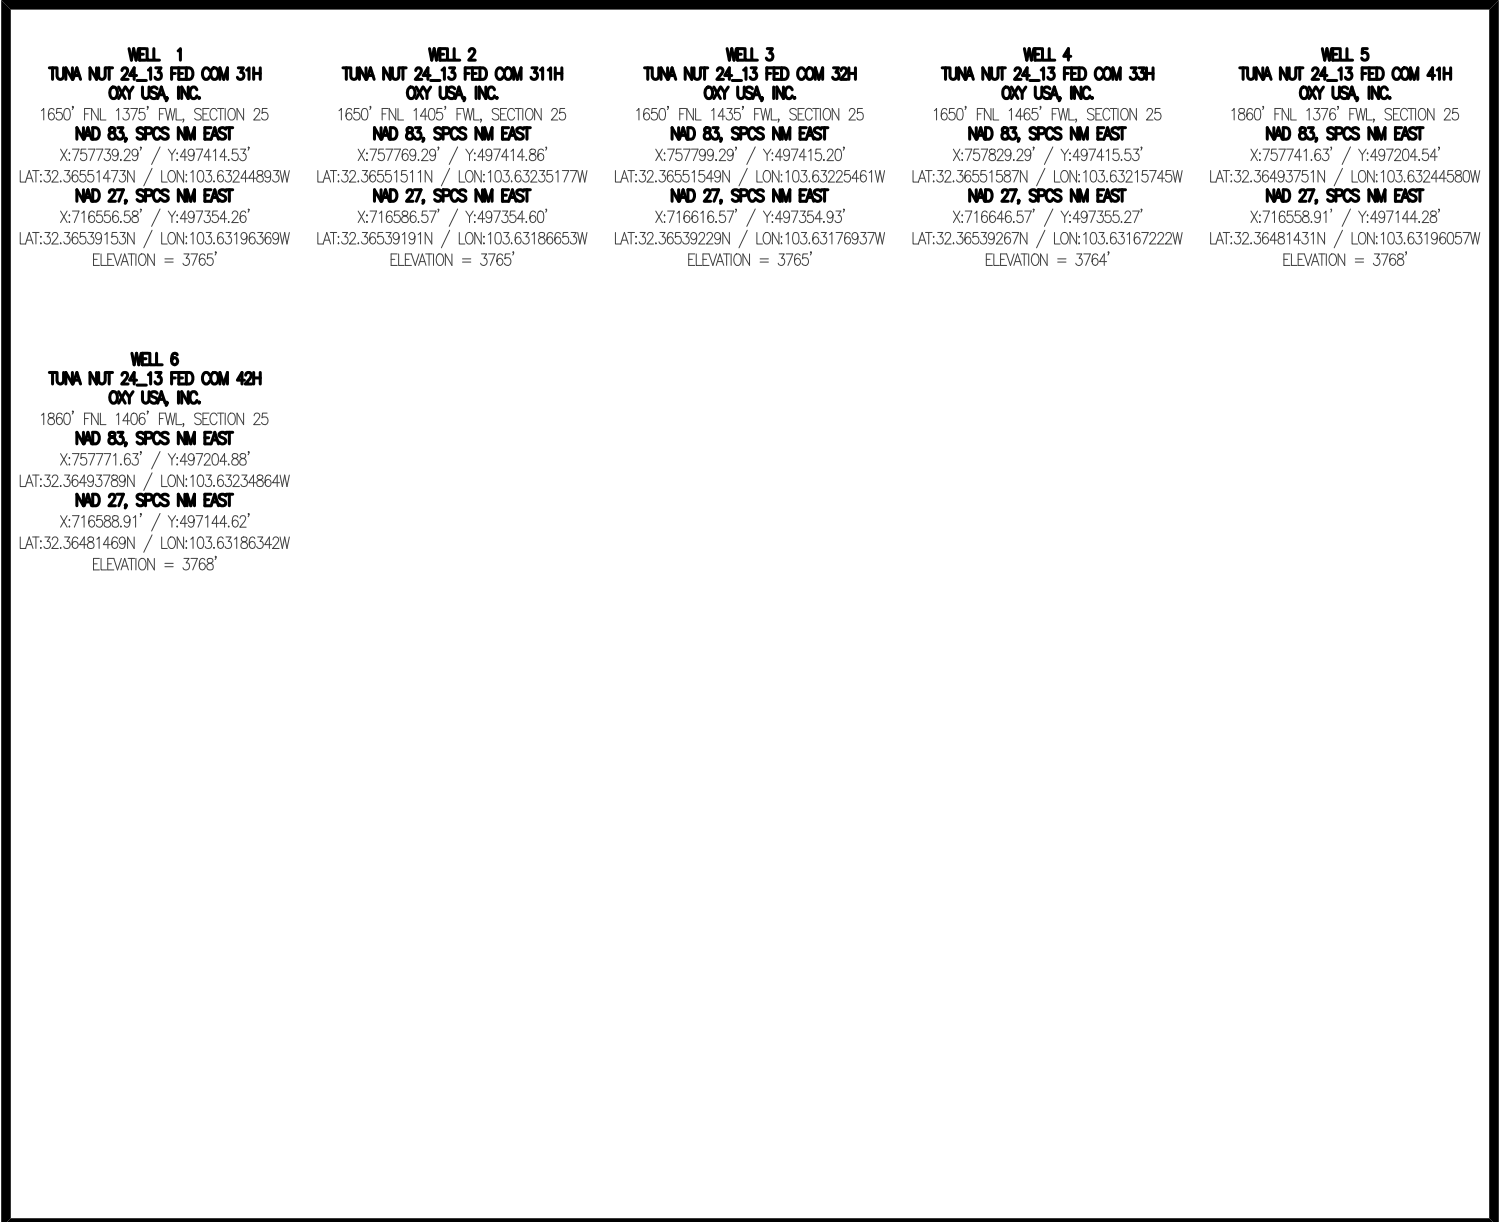 WELL 1
TUNA NUT 24_13 FED COM 31H
OXY USA, INC.
1650' FNL 1375' FWL, SECTION 25
NAD 83, SPCS NM EAST
X:757739.29' / Y:497414.53'
LAT:32.36551473N / LON:103.63244893W
NAD 27, SPCS NM EAST
X:716556.58' / Y:497354.26'
LAT:32.36539153N / LON:103.63196369W
ELEVATION = 3765'
WELL 2
TUNA NUT 24_13 FED COM 311H
OXY USA, INC.
1650' FNL 1405' FWL, SECTION 25
NAD 83, SPCS NM EAST
X:757769.29' / Y:497414.86'
LAT:32.36551511N / LON:103.63235177W
NAD 27, SPCS NM EAST
X:716586.57' / Y:497354.60'
LAT:32.36539191N / LON:103.63186653W
ELEVATION = 3765'
WELL 3
TUNA NUT 24_13 FED COM 32H
OXY USA, INC.
1650' FNL 1435' FWL, SECTION 25
NAD 83, SPCS NM EAST
X:757799.29' / Y:497415.20'
LAT:32.36551549N / LON:103.63225461W
NAD 27, SPCS NM EAST
X:716616.57' / Y:497354.93'
LAT:32.36539229N / LON:103.63176937W
ELEVATION = 3765'
WELL 4
TUNA NUT 24_13 FED COM 33H
OXY USA, INC.
1650' FNL 1465' FWL, SECTION 25
NAD 83, SPCS NM EAST
X:757829.29' / Y:497415.53'
LAT:32.36551587N / LON:103.63215745W
NAD 27, SPCS NM EAST
X:716646.57' / Y:497355.27'
LAT:32.36539267N / LON:103.63167222W
ELEVATION = 3764'
WELL 5
TUNA NUT 24_13 FED COM 41H
OXY USA, INC.
1860' FNL 1376' FWL, SECTION 25
NAD 83, SPCS NM EAST
X:757741.63' / Y:497204.54'
LAT:32.36493751N / LON:103.63244580W
NAD 27, SPCS NM EAST
X:716558.91' / Y:497144.28'
LAT:32.36481431N / LON:103.63196057W
ELEVATION = 3768'
WELL 6
TUNA NUT 24_13 FED COM 42H
OXY USA, INC.
1860' FNL 1406' FWL, SECTION 25
NAD 83, SPCS NM EAST
X:757771.63' / Y:497204.88'
LAT:32.36493789N / LON:103.63234864W
NAD 27, SPCS NM EAST
X:716588.91' / Y:497144.62'
LAT:32.36481469N / LON:103.63186342W
ELEVATION = 3768'